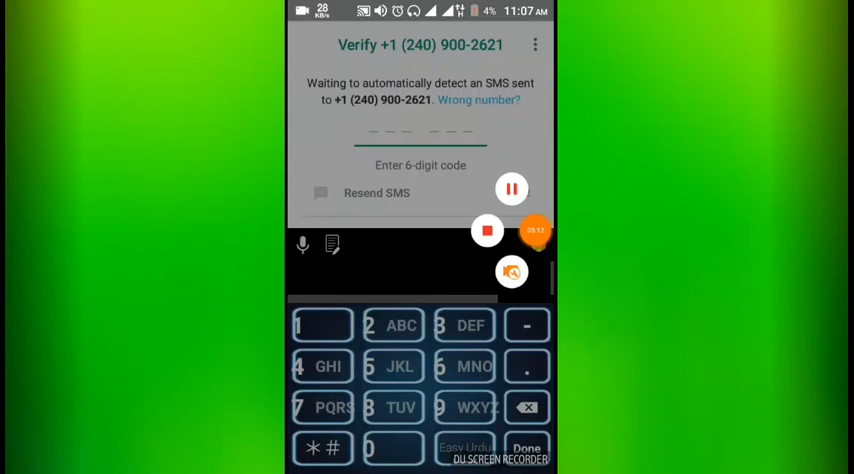 28
KB/s
H
4%
11:07 AM
Verify +1 (240) 900-2621
Waiting to automatically detect an SMS sent
to +1 (240) 900-2621. Wrong number?
Enter 6-digit code
Resend SMS
05:12
1
2 ABC
3 DEF
-
4 GHI
5 JKL
6 MNO
.
7 PQRS
8 TUV
9 WXYZ
*#
0
Easy Urdu
Done
DU SCREEN RECORDER